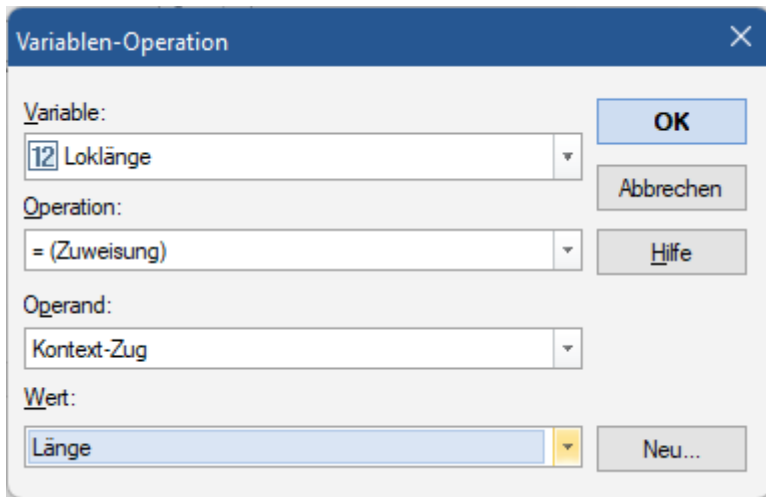 Variablen-Operation
Variable:
12 Loklänge
OK
Abbrechen
Operation:
= (Zuweisung)
Hilfe
Operand:
Kontext-Zug
Wert:
Länge
Neu...